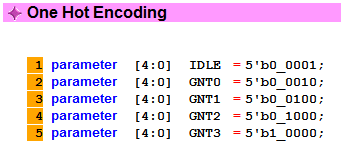 One Hot Encoding
1 parameter [4:0] IDLE = 5'b0_0001;
2 parameter [4:0] GNT0 = 5'b0_0010;
3 parameter [4:0] GNT1 = 5'b0_0100;
4 parameter [4:0] GNT2 = 5'b0_1000;
5 parameter [4:0] GNT3 = 5'b1_0000;